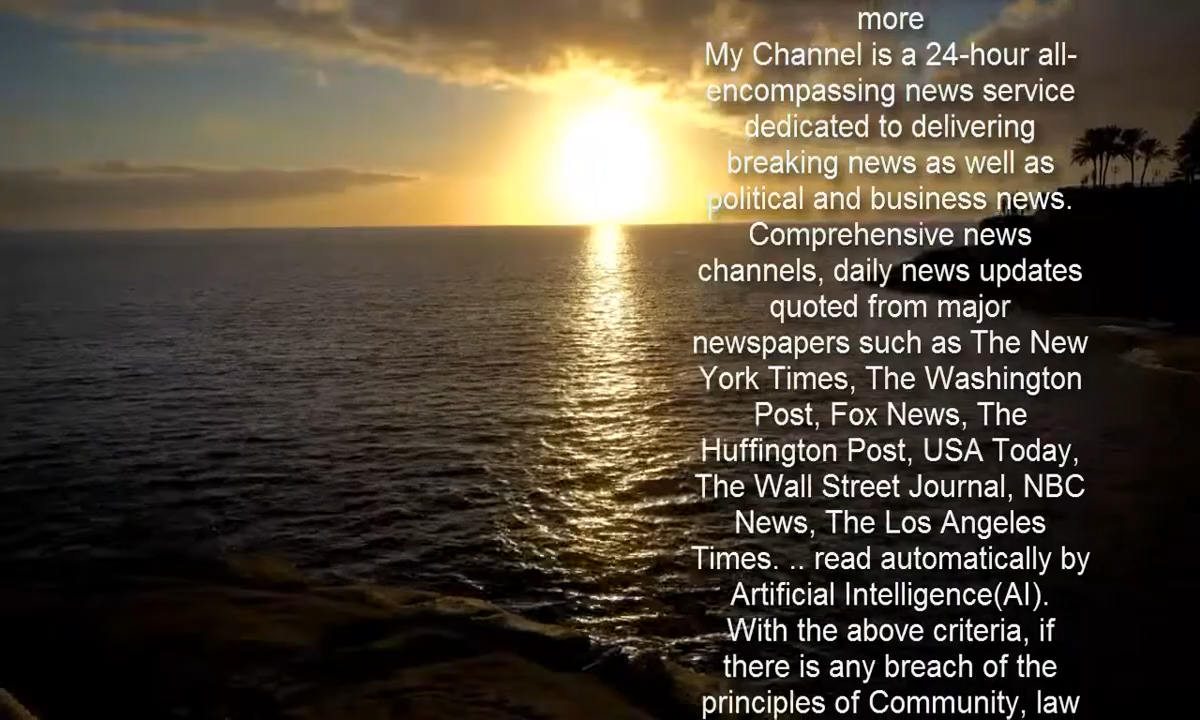 more
My Channel is a 24-hour all-
encompassing news service
dedicated to delivering
breaking news as well as
political and business news.
Comprehensive news
channels, daily news updates
quoted from major
newspapers such as The New
York Times, The Washington
Post, Fox News, The
Huffington Post, USA Today,
The Wall Street Journal, NBC
News, The Los Angeles
Times. .. read automatically by
Artificial Intelligence(AI).
With the above criteria, if
there is any breach of the
principles of Community, law